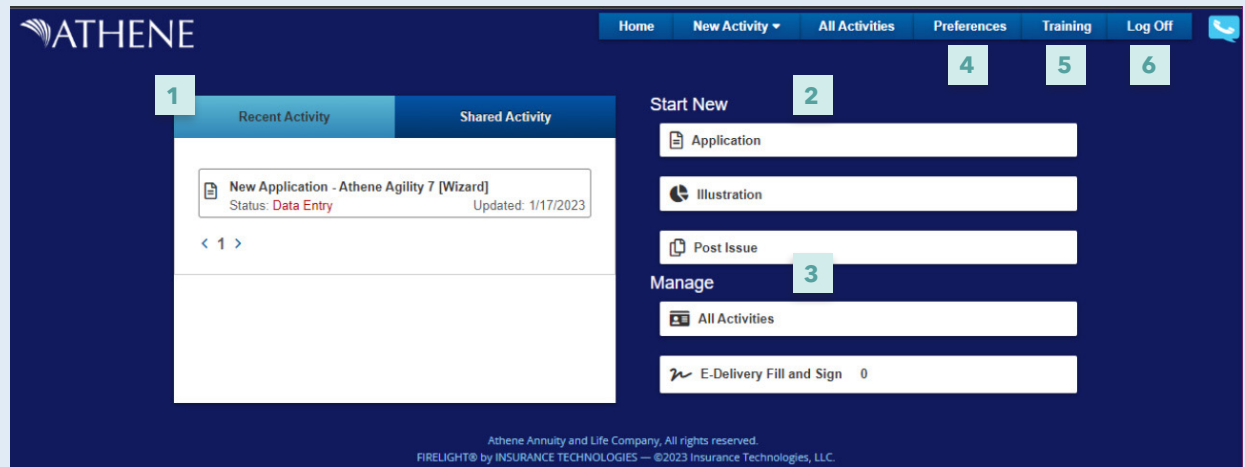 ATHENE
Home New Activity All Activities Preferences Training Log Off
4 5 6
1
Recent Activity Shared Activity
New Application - Athene Agility 7 [Wizard]
Status: Data Entry Updated: 1/17/2023
< 1 >
Start New 2
Application
Illustration
Post Issue
3
Manage
All Activities
E-Delivery Fill and Sign 0
Athene Annuity and Life Company, All rights reserved.
FIRELIGHT® by INSURANCE TECHNOLOGIES — ©2023 Insurance Technologies, LLC.